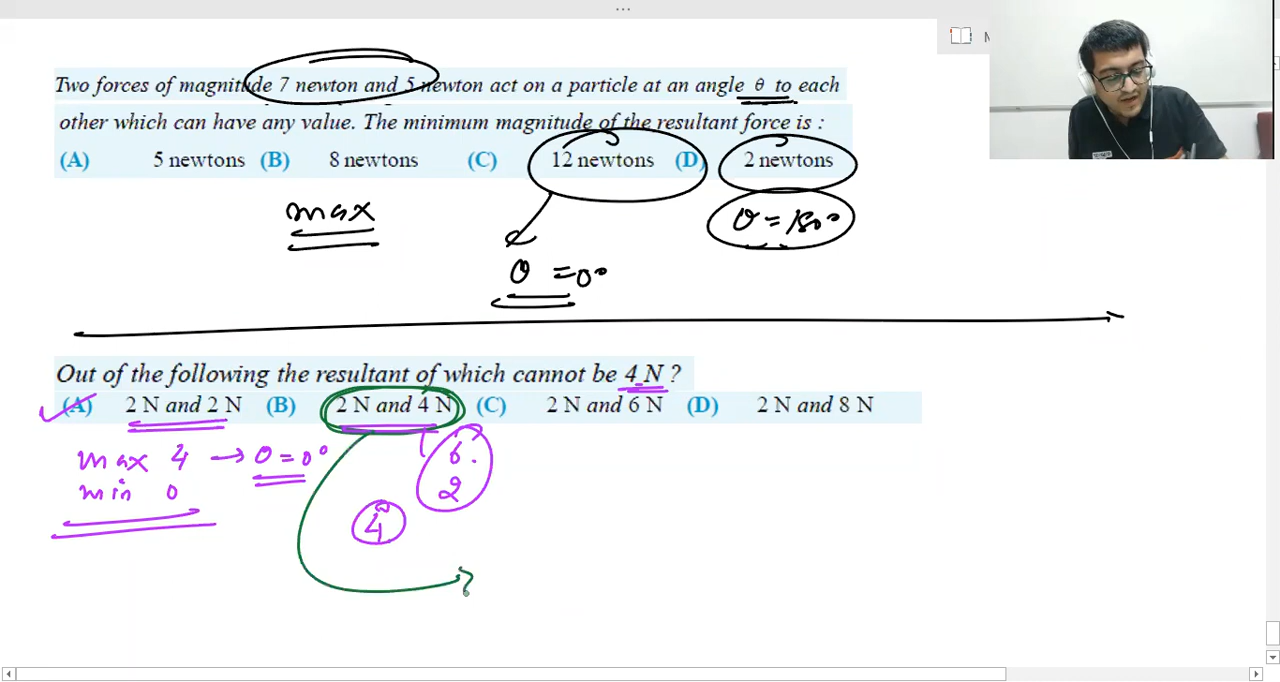 Two forces of magnitude 7 newton and 5 newton act on a particle at an angle θ to each
other which can have any value. The minimum magnitude of the resultant force is :
(A) 5 newtons (B) 8 newtons (C) 12 newtons (D) 2 newtons
max
θ = 180°
θ = 0°
Out of the following the resultant of which cannot be 4 N ?
(A) 2 N and 2 N (B) 2 N and 4 N (C) 2 N and 6 N (D) 2 N and 8 N
max 4 → θ = 0°
min 0
6
2
4